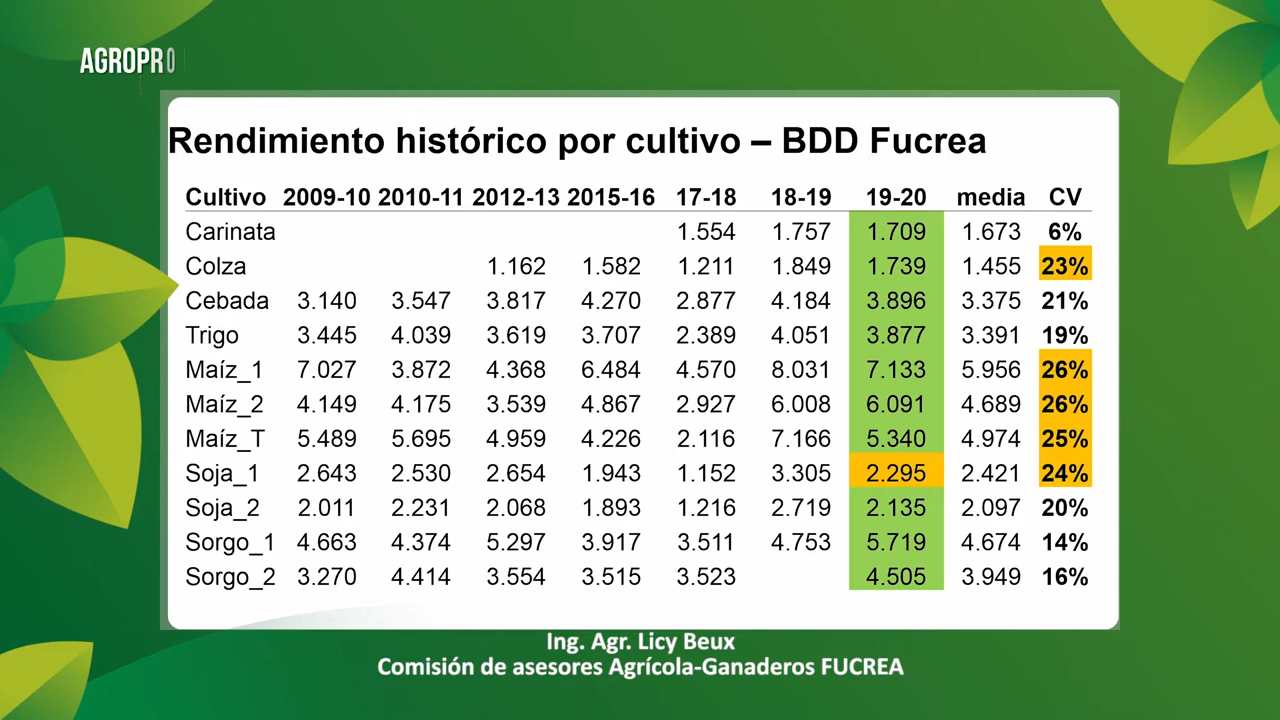 AGROPRO
Rendimiento histórico por cultivo – BDD Fucrea
Cultivo 2009-10 2010-11 2012-13 2015-16 17-18 18-19 19-20 media CV
Carinata 1.554 1.757 1.709 1.673 6%
Colza 1.162 1.582 1.211 1.849 1.739 1.455 23%
Cebada 3.140 3.547 3.817 4.270 2.877 4.184 3.896 3.375 21%
Trigo 3.445 4.039 3.619 3.707 2.389 4.051 3.877 3.391 19%
Maíz_1 7.027 3.872 4.368 6.484 4.570 8.031 7.133 5.956 26%
Maíz_2 4.149 4.175 3.539 4.867 2.927 6.008 6.091 4.689 26%
Maíz_T 5.489 5.695 4.959 4.226 2.116 7.166 5.340 4.974 25%
Soja_1 2.643 2.530 2.654 1.943 1.152 3.305 2.295 2.421 24%
Soja_2 2.011 2.231 2.068 1.893 1.216 2.719 2.135 2.097 20%
Sorgo_1 4.663 4.374 5.297 3.917 3.511 4.753 5.719 4.674 14%
Sorgo_2 3.270 4.414 3.554 3.515 3.523 4.505 3.949 16%
Ing. Agr. Licy Beux
Comisión de asesores Agrícola-Ganaderos FUCREA